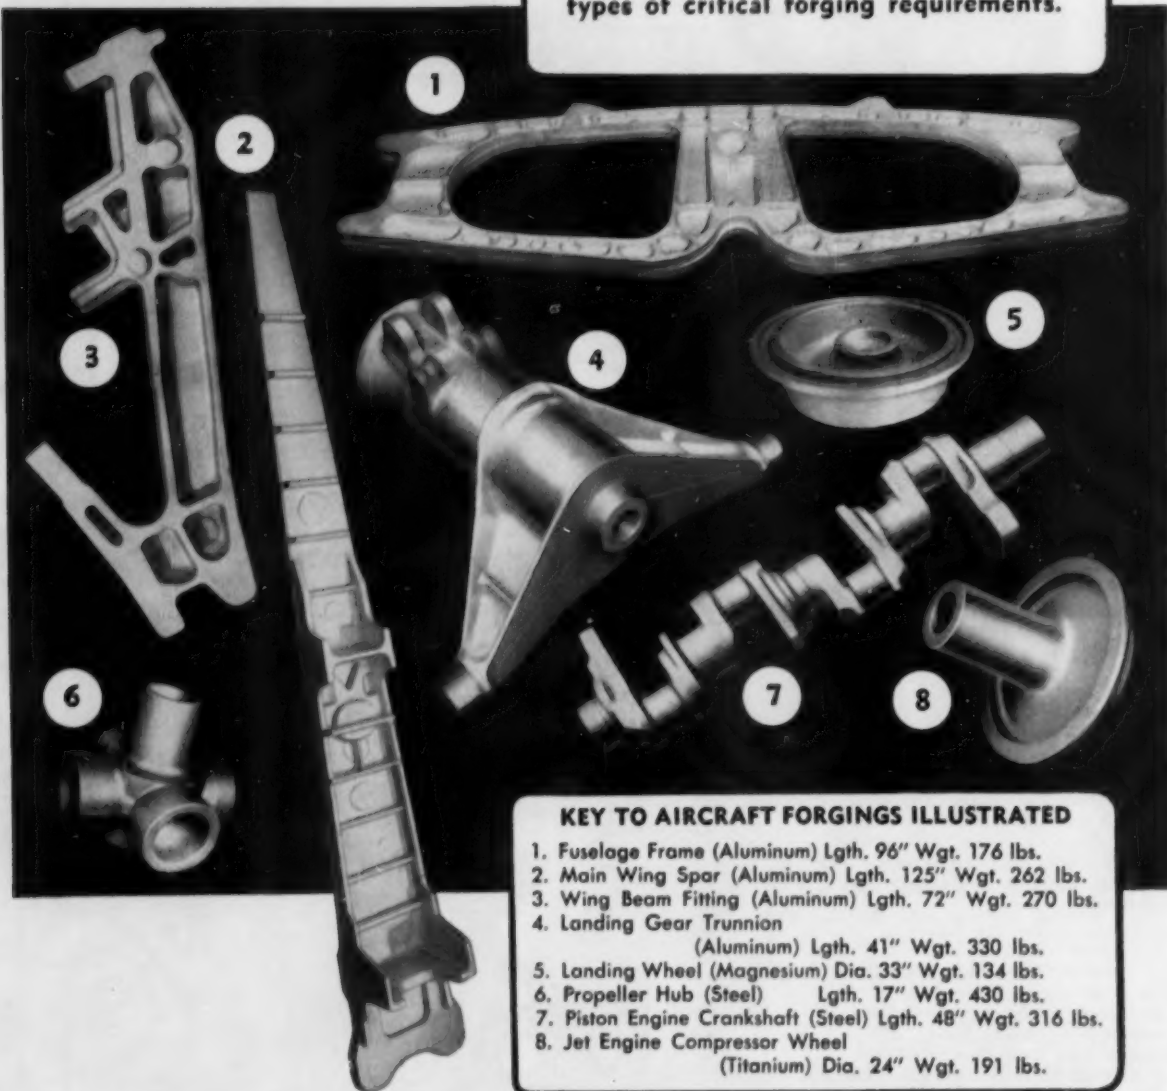 types of critical forging requirements.
1
2
3
4
5
6
7
8
KEY TO AIRCRAFT FORGINGS ILLUSTRATED
1. Fuselage Frame (Aluminum) Lgth. 96" Wgt. 176 lbs.
2. Main Wing Spar (Aluminum) Lgth. 125" Wgt. 262 lbs.
3. Wing Beam Fitting (Aluminum) Lgth. 72" Wgt. 270 lbs.
4. Landing Gear Trunnion
(Aluminum) Lgth. 41" Wgt. 330 lbs.
5. Landing Wheel (Magnesium) Dia. 33" Wgt. 134 lbs.
6. Propeller Hub (Steel) Lgth. 17" Wgt. 430 lbs.
7. Piston Engine Crankshaft (Steel) Lgth. 48" Wgt. 316 lbs.
8. Jet Engine Compressor Wheel
(Titanium) Dia. 24" Wgt. 191 lbs.